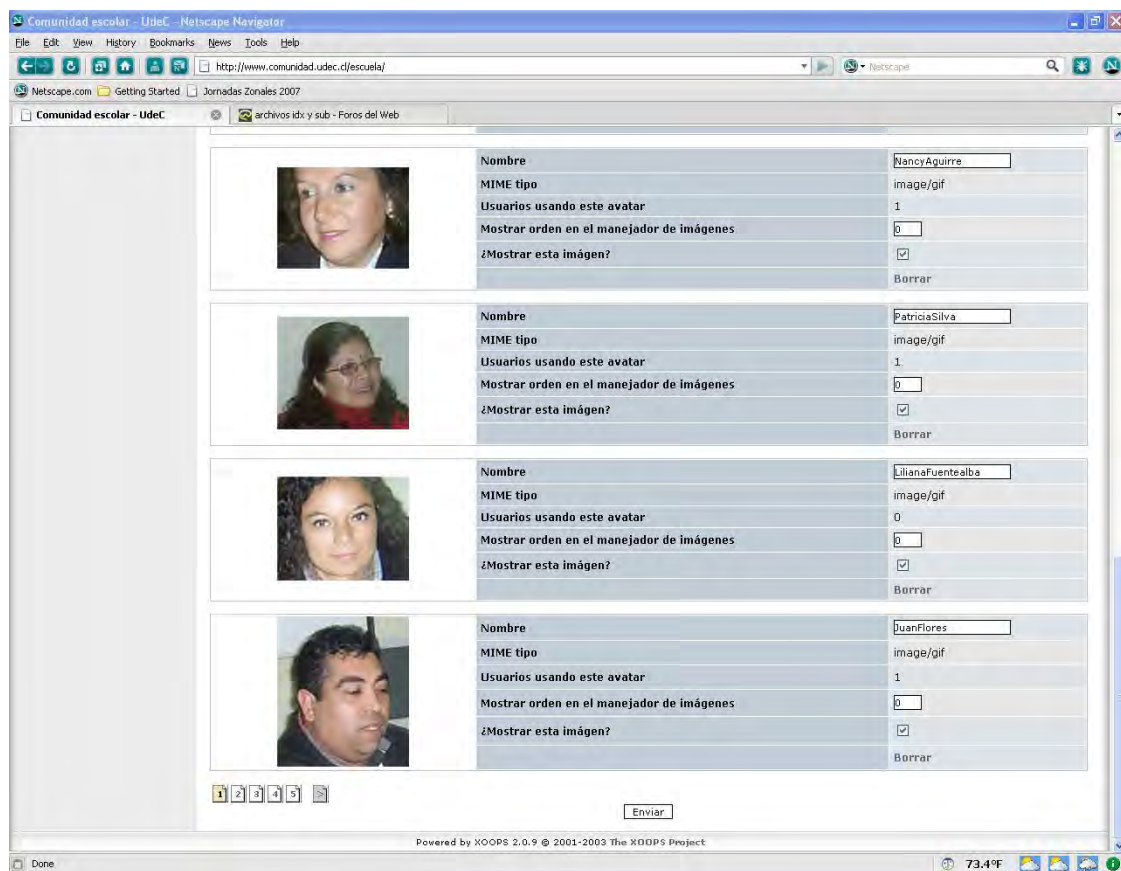 Comunidad escolar - UdeC - Netscape Navigator
File Edit View History Bookmarks News Tools Help
http://www.comunidad.udec.cl/escuela/
Netscape
Netscape.com Getting Started Jornadas Zonales 2007
Comunidad escolar - UdeC archivos idx y sub - Foros del Web
Nombre NancyAguirre
MIME tipo image/gif
Usuarios usando este avatar 1
Mostrar orden en el manejador de imágenes 0
¿Mostrar esta imágen?
Borrar
Nombre PatriciaSilva
MIME tipo image/gif
Usuarios usando este avatar 1
Mostrar orden en el manejador de imágenes 0
¿Mostrar esta imágen?
Borrar
Nombre LilianaFuentealba
MIME tipo image/gif
Usuarios usando este avatar 0
Mostrar orden en el manejador de imágenes 0
¿Mostrar esta imágen?
Borrar
Nombre JuanFlores
MIME tipo image/gif
Usuarios usando este avatar 1
Mostrar orden en el manejador de imágenes 0
¿Mostrar esta imágen?
Borrar
1 2 3 4 5 >
Enviar
Powered by XOOPS 2.0.9 © 2001-2003 The XOOPS Project
Done 73.4ºF